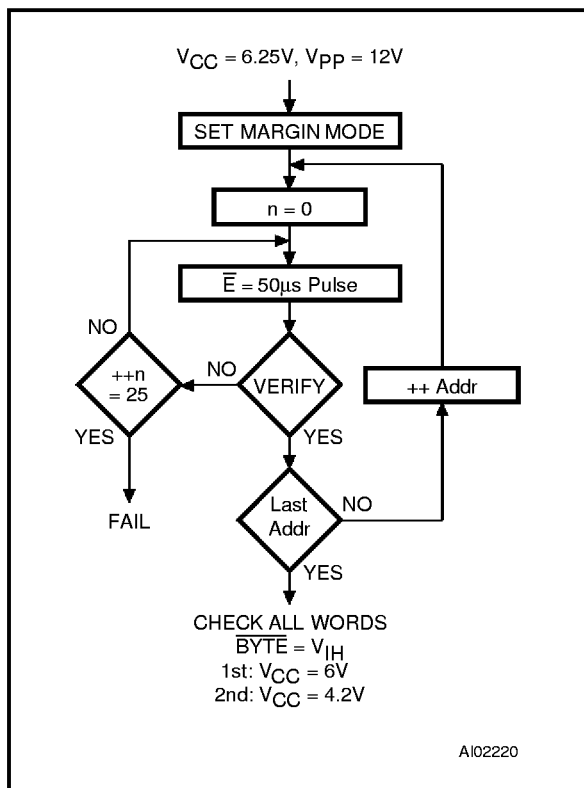 VCC = 6.25V, VPP = 12V
SET MARGIN MODE
n = 0
E̅ = 50µs Pulse
NO
++n
= 25
YES
FAIL
NO
VERIFY
YES
++ Addr
Last
Addr
NO
YES
CHECK ALL WORDS
B̅Y̅T̅E̅ = VIH
1st: VCC = 6V
2nd: VCC = 4.2V
AI02220